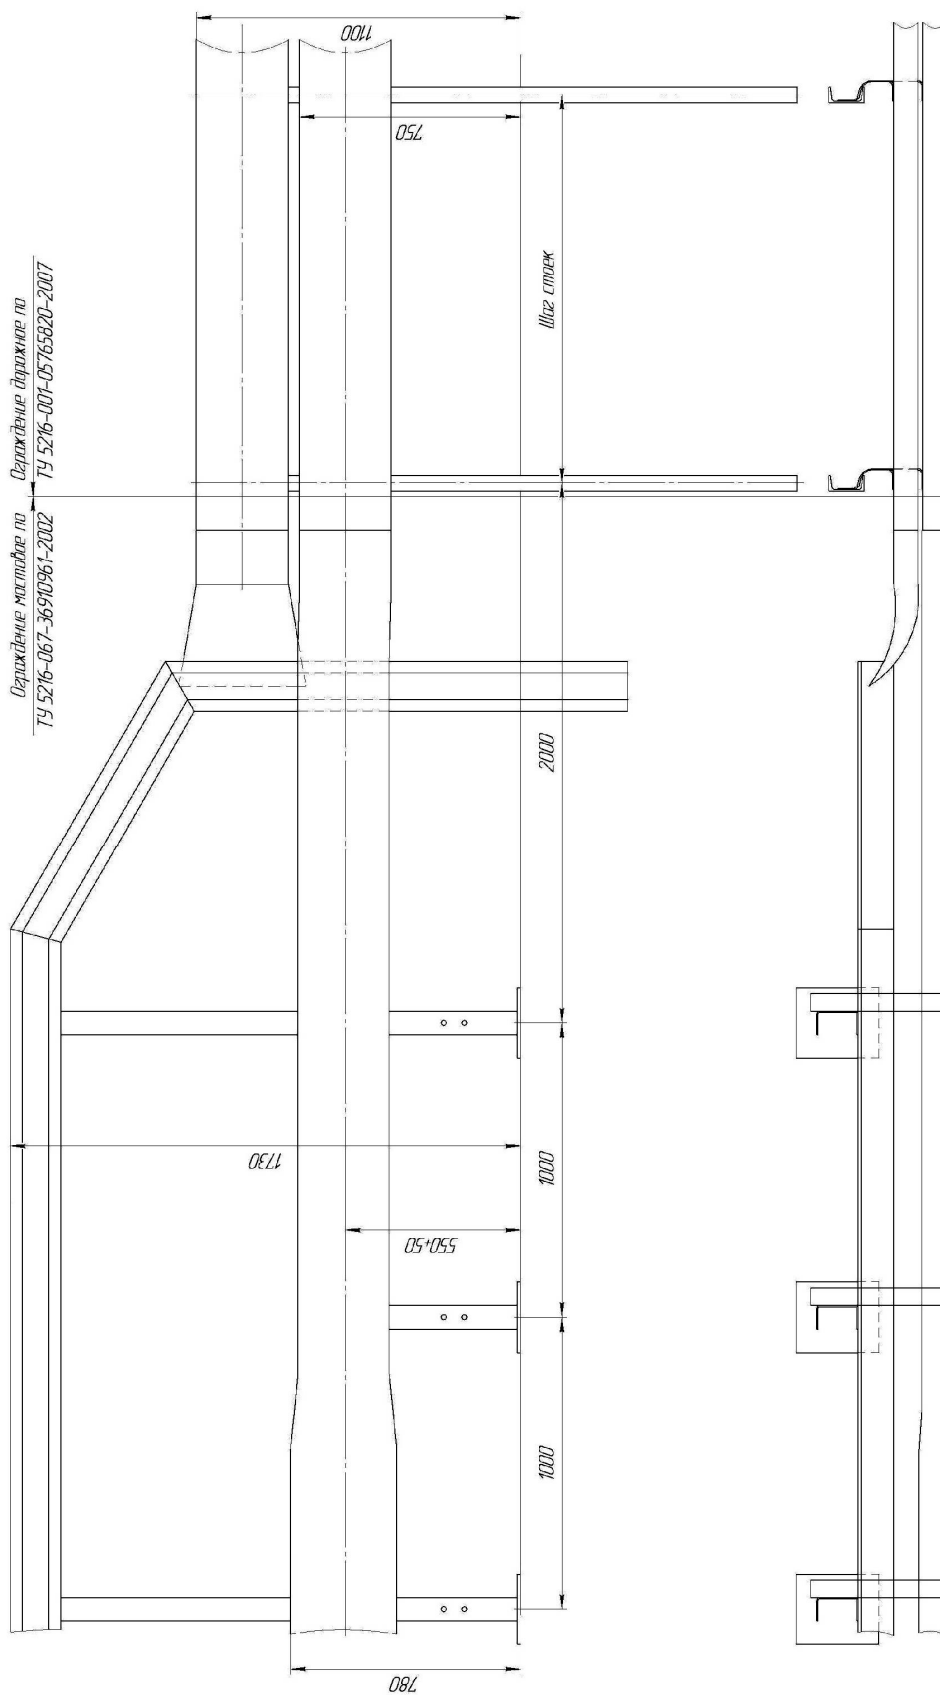 Ограждение мостовое по
ТУ 5216-067-36910961-2002
Ограждение дорожное по
ТУ 5216-001-05765820-2007
1100
750
Шаг стоек
2000
1730
1000
550+50
1000
780